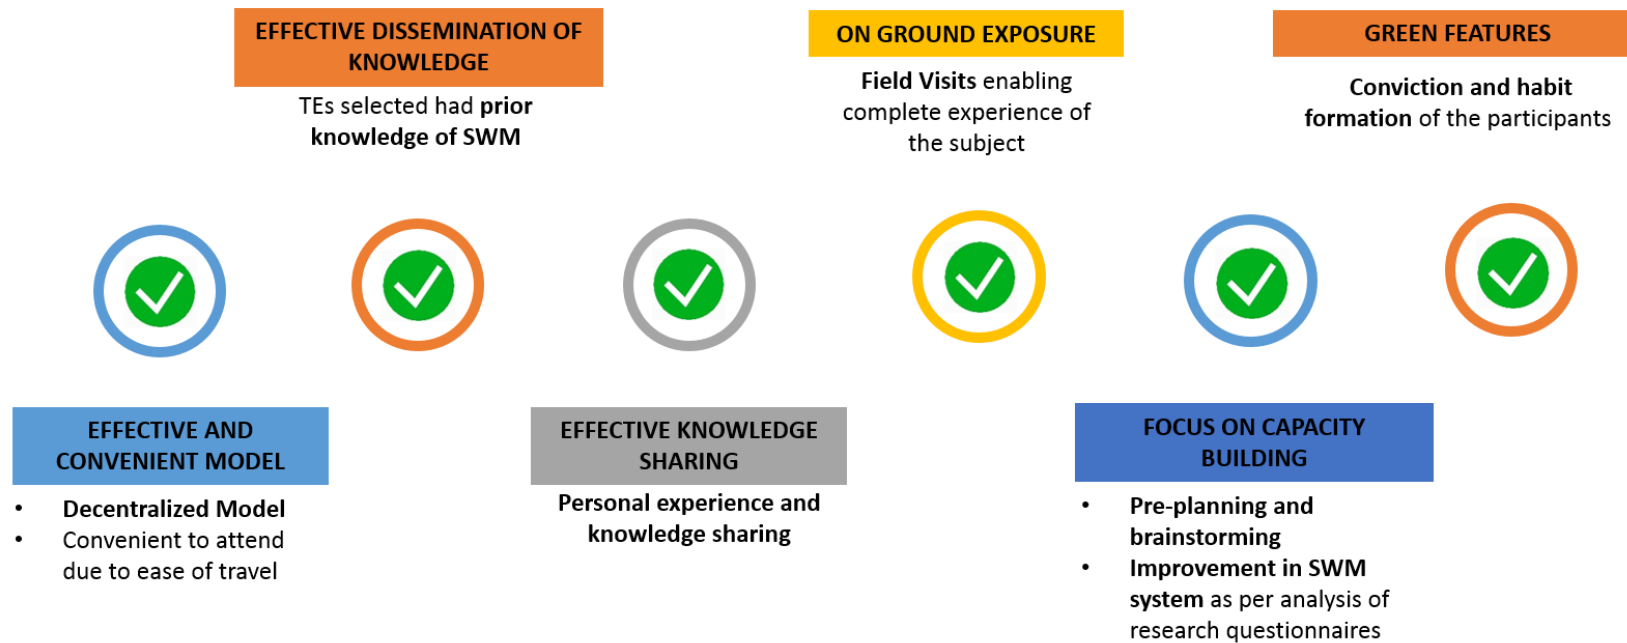 EFFECTIVE DISSEMINATION OF
KNOWLEDGE
TEs selected had prior
knowledge of SWM
ON GROUND EXPOSURE
Field Visits enabling
complete experience of
the subject
GREEN FEATURES
Conviction and habit
formation of the participants
EFFECTIVE AND
CONVENIENT MODEL
• Decentralized Model
• Convenient to attend
due to ease of travel
EFFECTIVE KNOWLEDGE
SHARING
Personal experience and
knowledge sharing
FOCUS ON CAPACITY
BUILDING
• Pre-planning and
brainstorming
• Improvement in SWM
system as per analysis of
research questionnaires